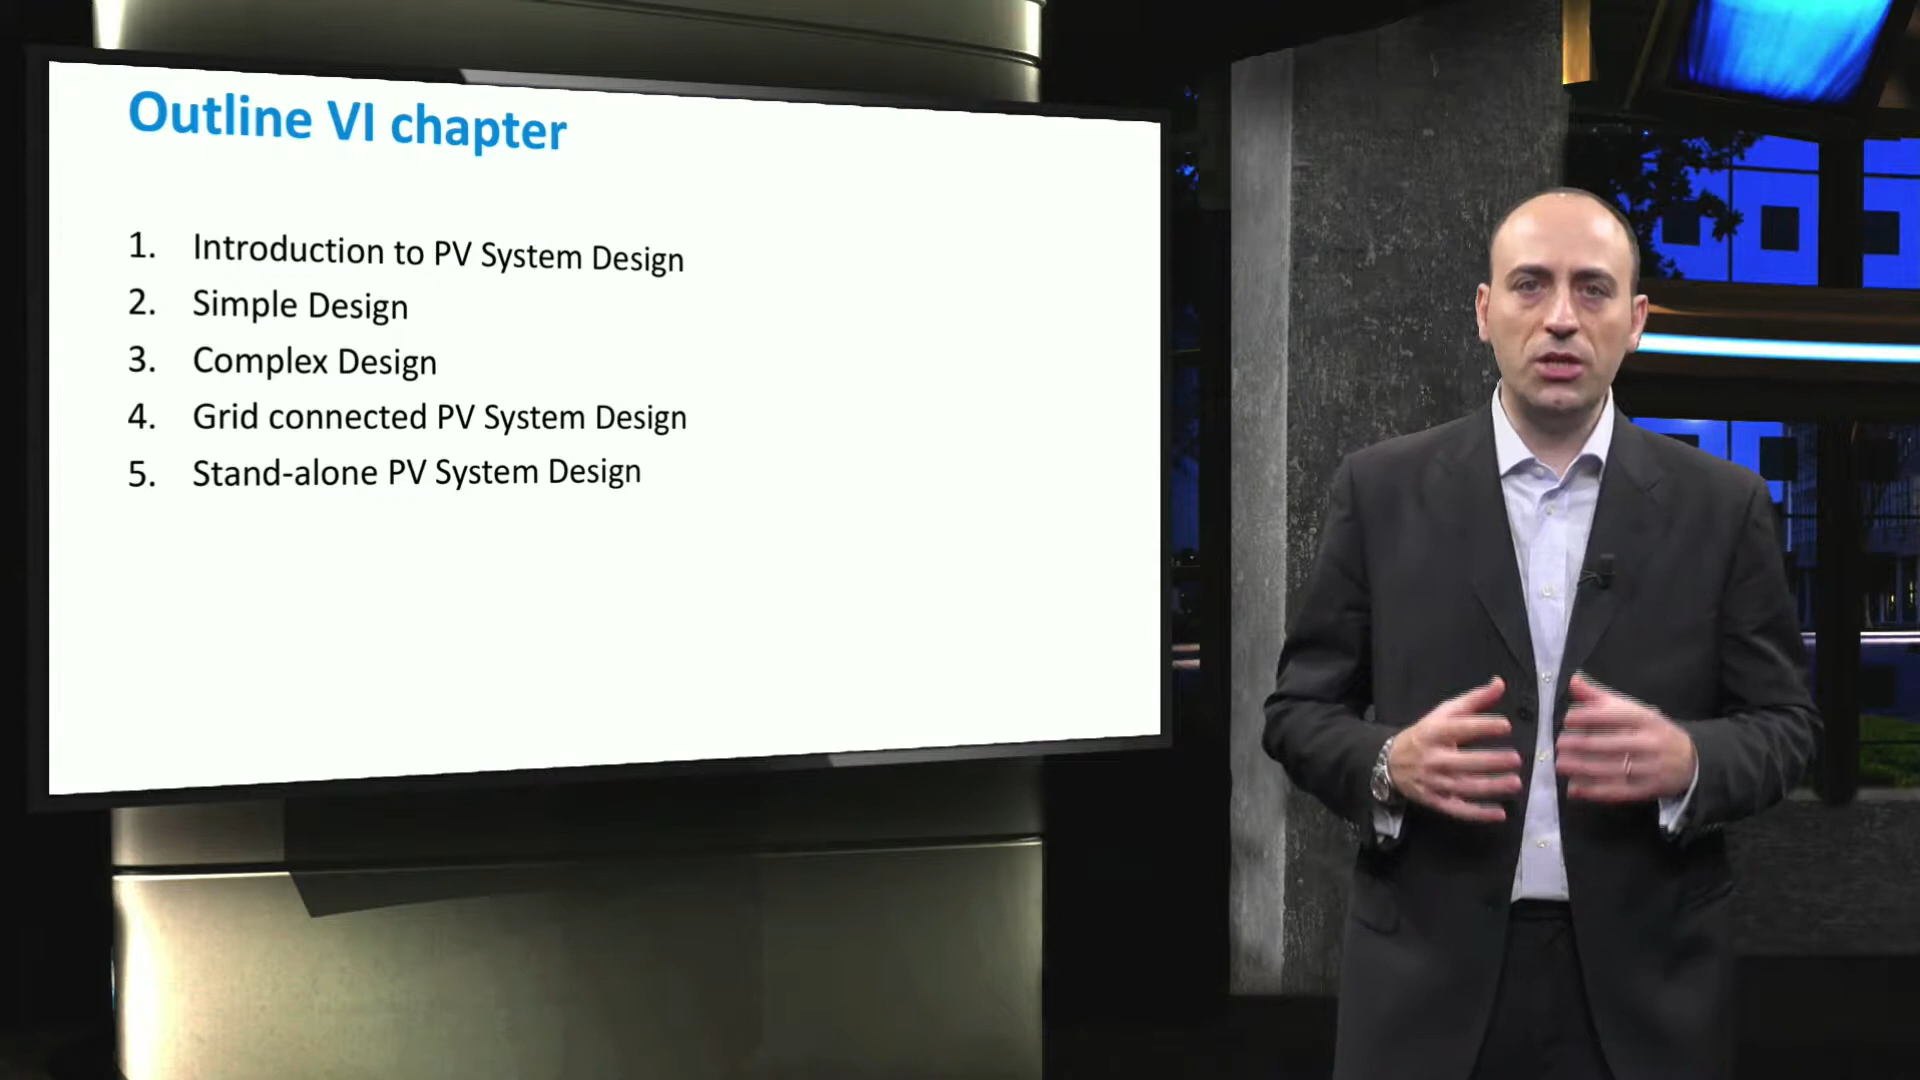 Outline VI chapter
1. Introduction to PV System Design
2. Simple Design
3. Complex Design
4. Grid connected PV System Design
5. Stand-alone PV System Design